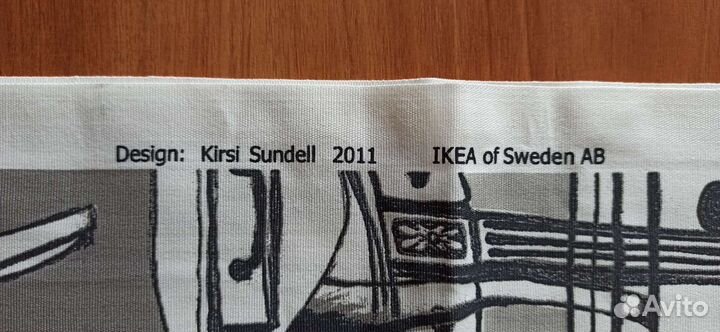 Design: Kirsi Sundell 2011 IKEA of Sweden AB
Avito